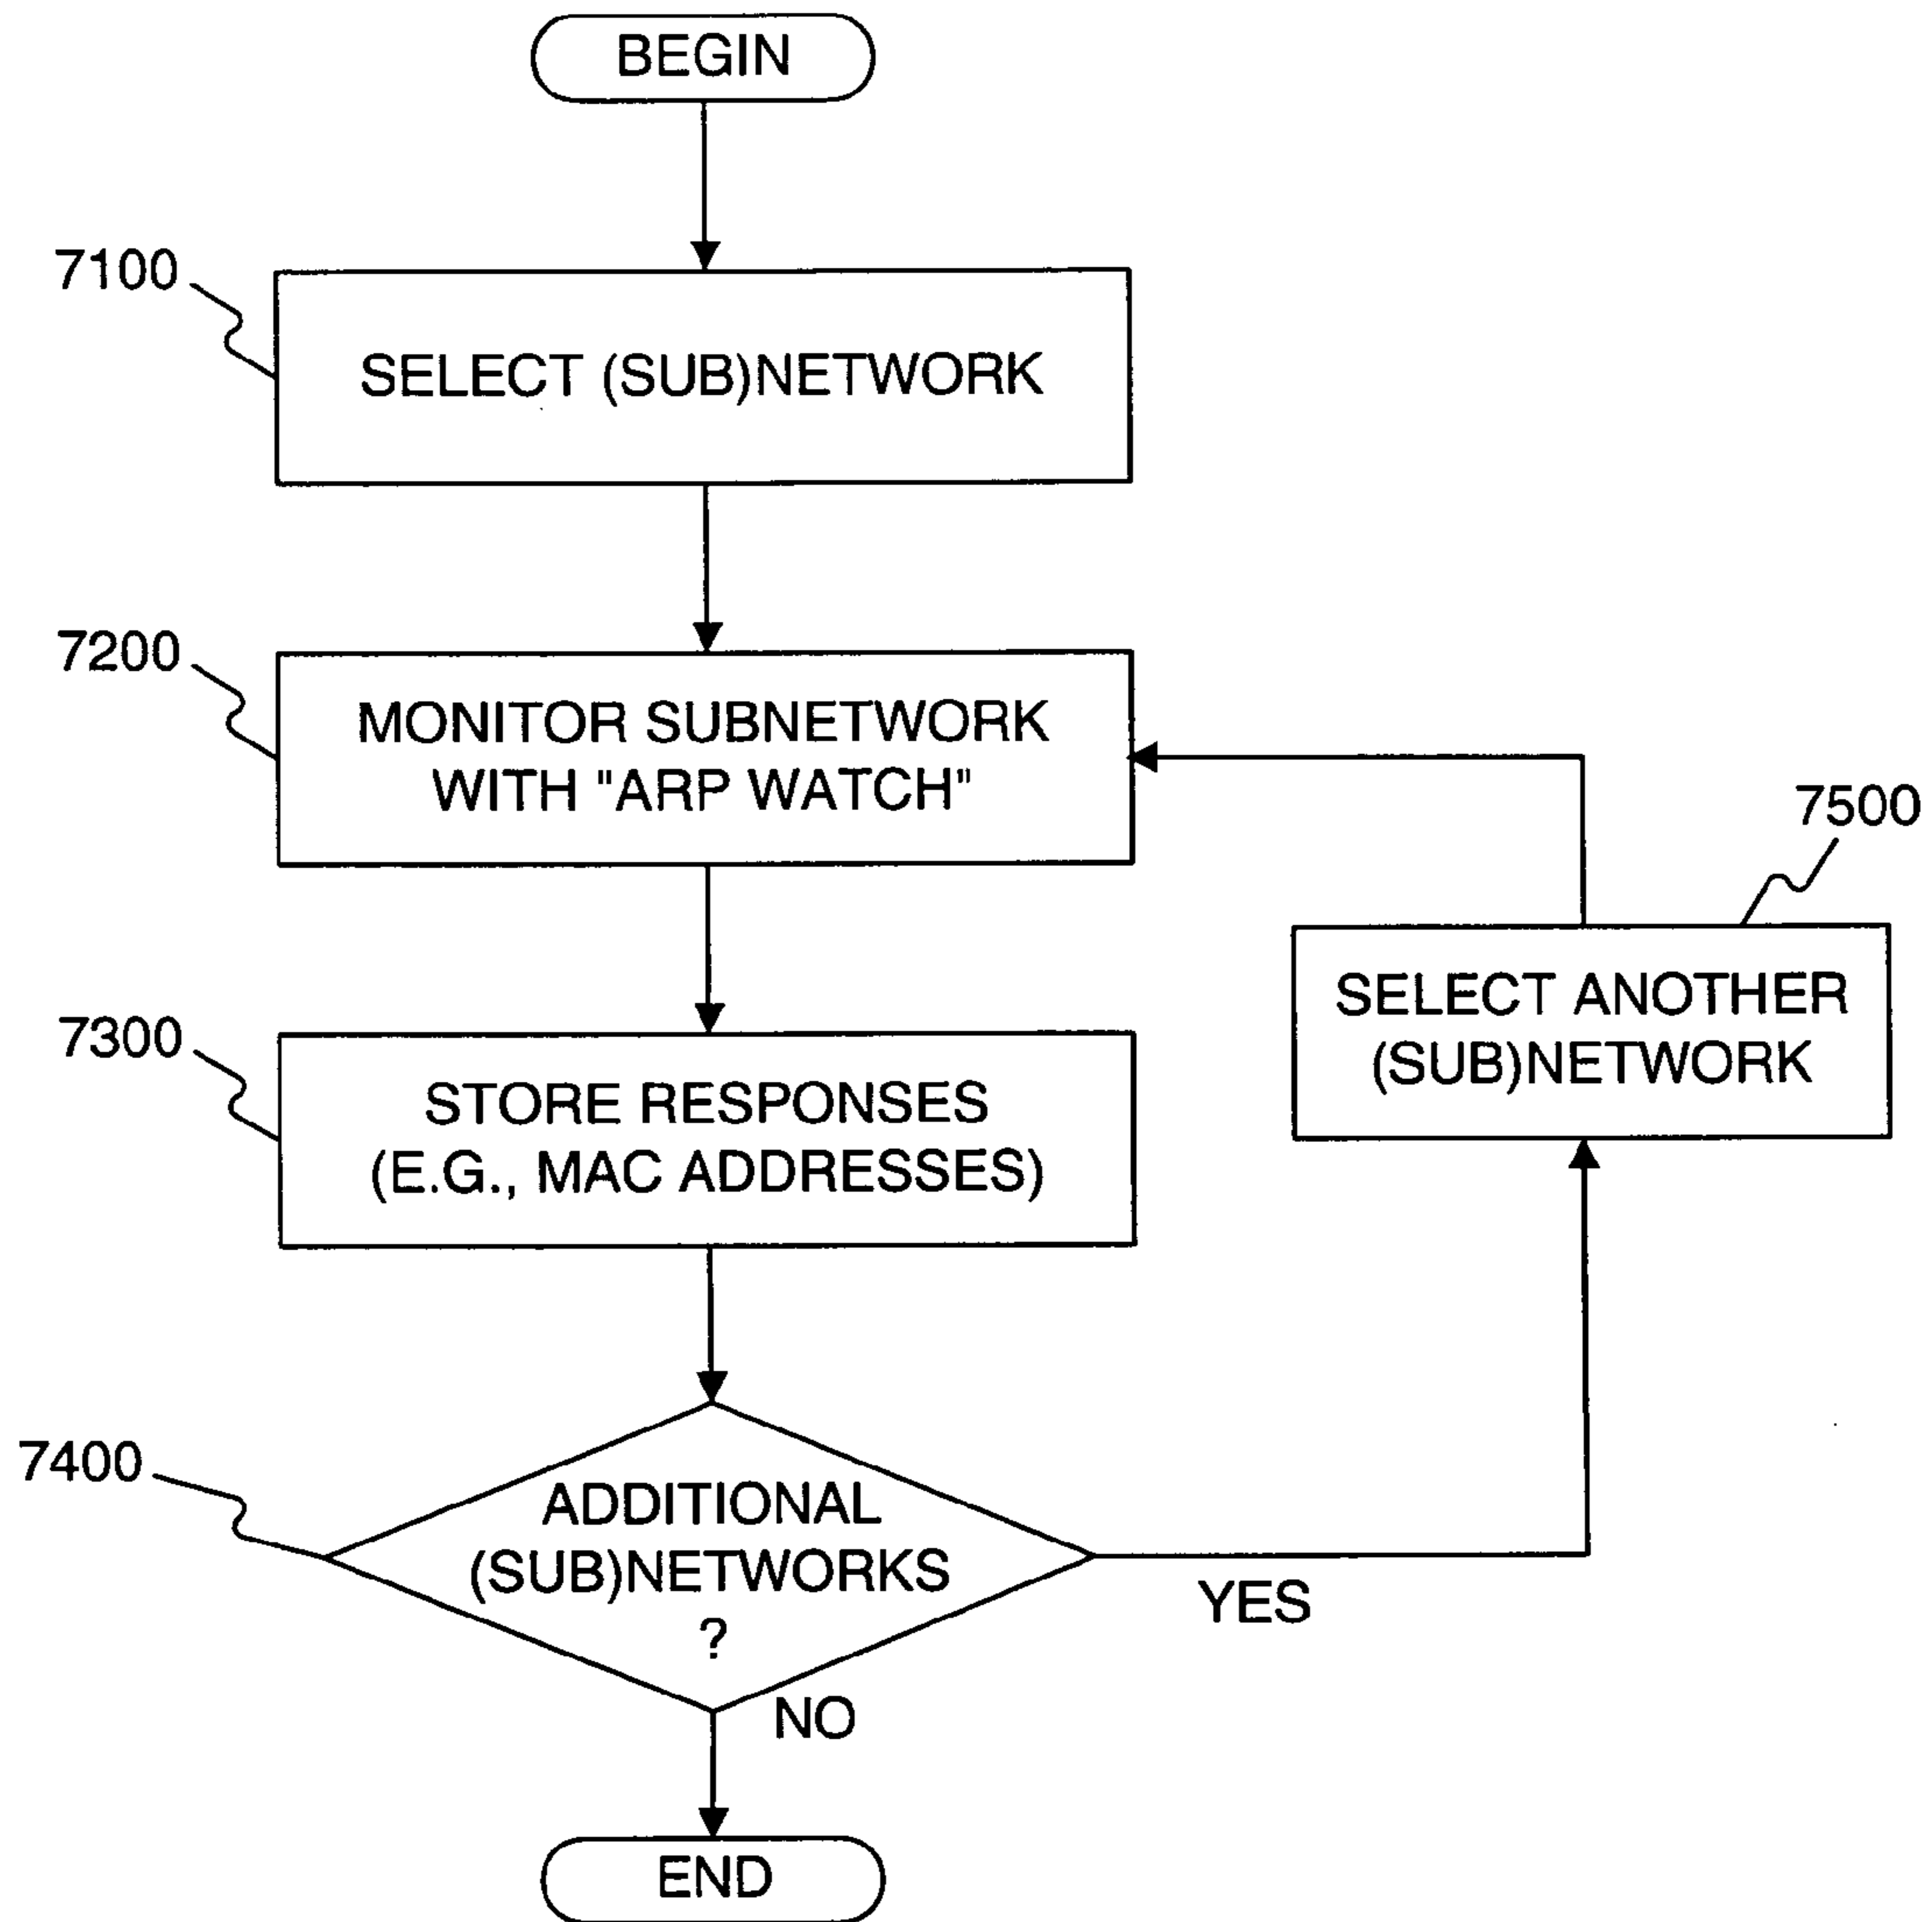 BEGIN
7100
SELECT (SUB)NETWORK
7200
MONITOR SUBNETWORK
WITH "ARP WATCH"
7500
SELECT ANOTHER
(SUB)NETWORK
7300
STORE RESPONSES
(E.G., MAC ADDRESSES)
7400
ADDITIONAL
(SUB)NETWORKS
?
YES
NO
END